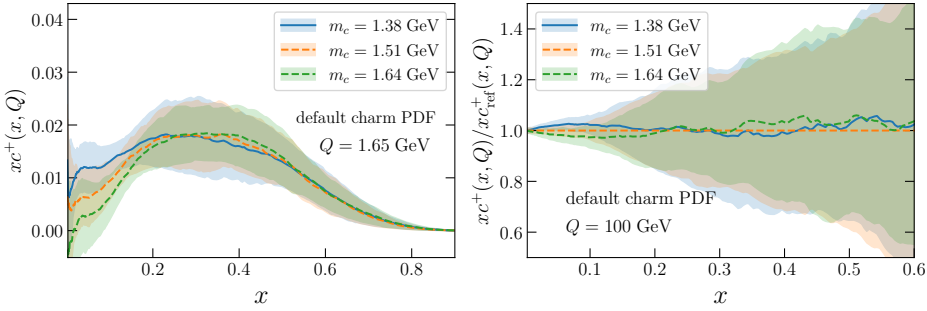 0.04
0.03
0.02
0.01
0.00
xc⁺(x, Q)
m_c = 1.38 GeV
m_c = 1.51 GeV
m_c = 1.64 GeV
default charm PDF
Q = 1.65 GeV
0.2 0.4 0.6 0.8
x
1.4
1.2
1.0
0.8
0.6
xc⁺(x,Q)/xc⁺_ref(x,Q)
m_c = 1.38 GeV
m_c = 1.51 GeV
m_c = 1.64 GeV
default charm PDF
Q = 100 GeV
0.1 0.2 0.3 0.4 0.5 0.6
x